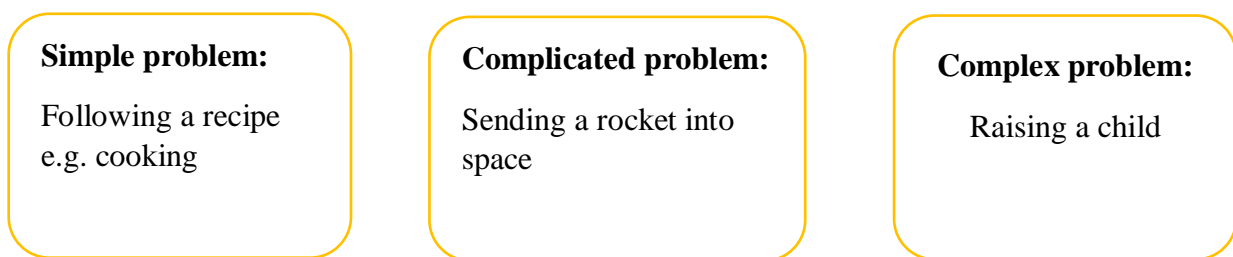 Simple problem:
Following a recipe
e.g. cooking
Complicated problem:
Sending a rocket into
space
Complex problem:
Raising a child